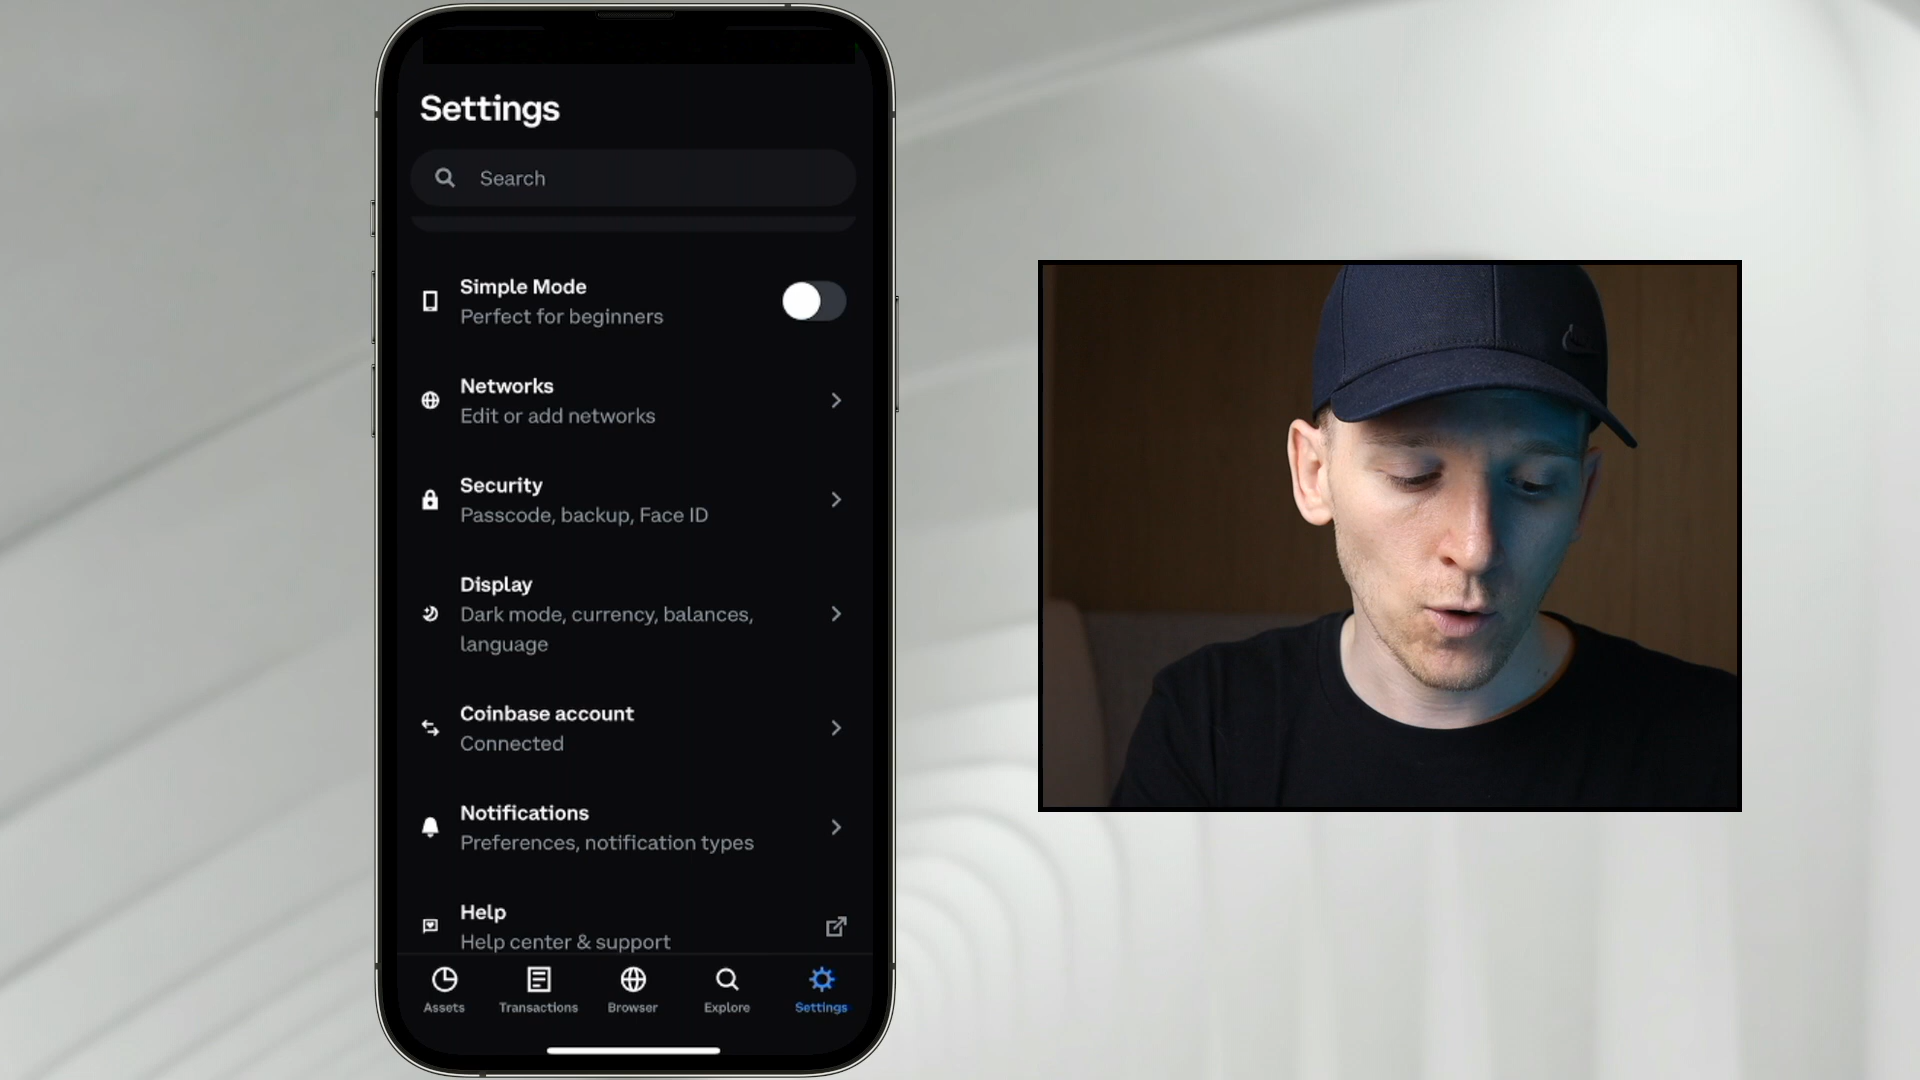 Settings
Search
Simple Mode
Perfect for beginners
Networks
Edit or add networks
Security
Passcode, backup, Face ID
Display
Dark mode, currency, balances,
language
Coinbase account
Connected
Notifications
Preferences, notification types
Help
Help center & support
Assets
Transactions
Browser
Explore
Settings